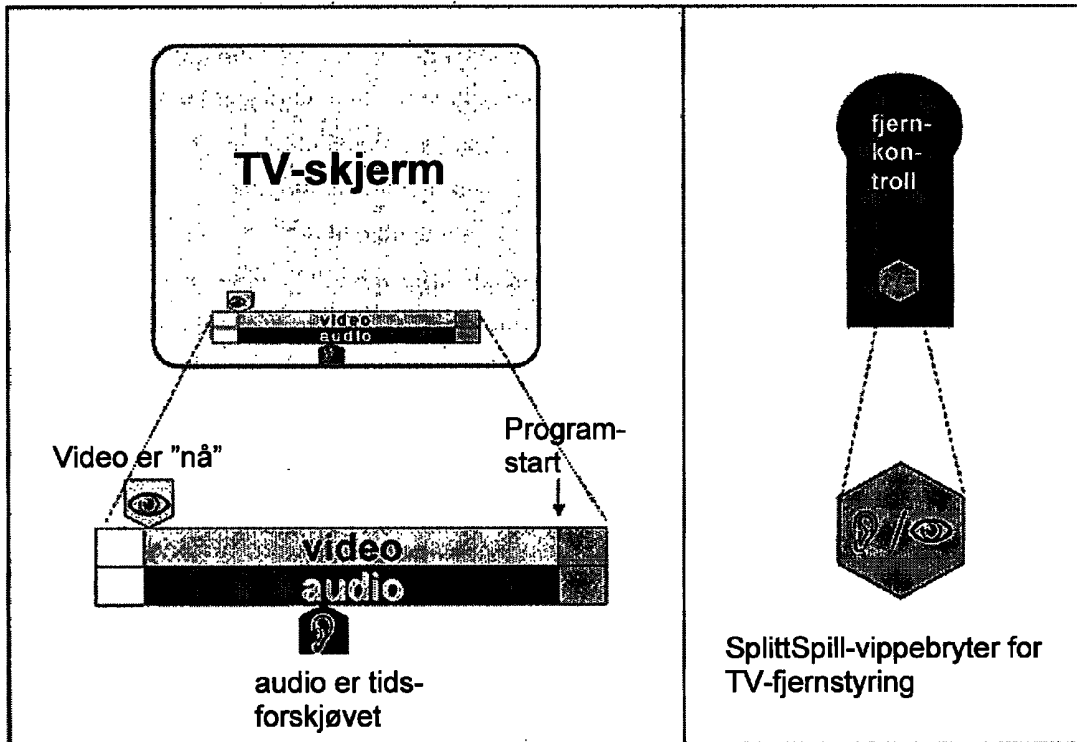 TV-skjerm
video
audio
Video er "nå"
Program-
start
video
audio
audio er tids-
forskjøvet
fjern-
kon-
troll
SplittSpill-vippebryter for
TV-fjernstyring